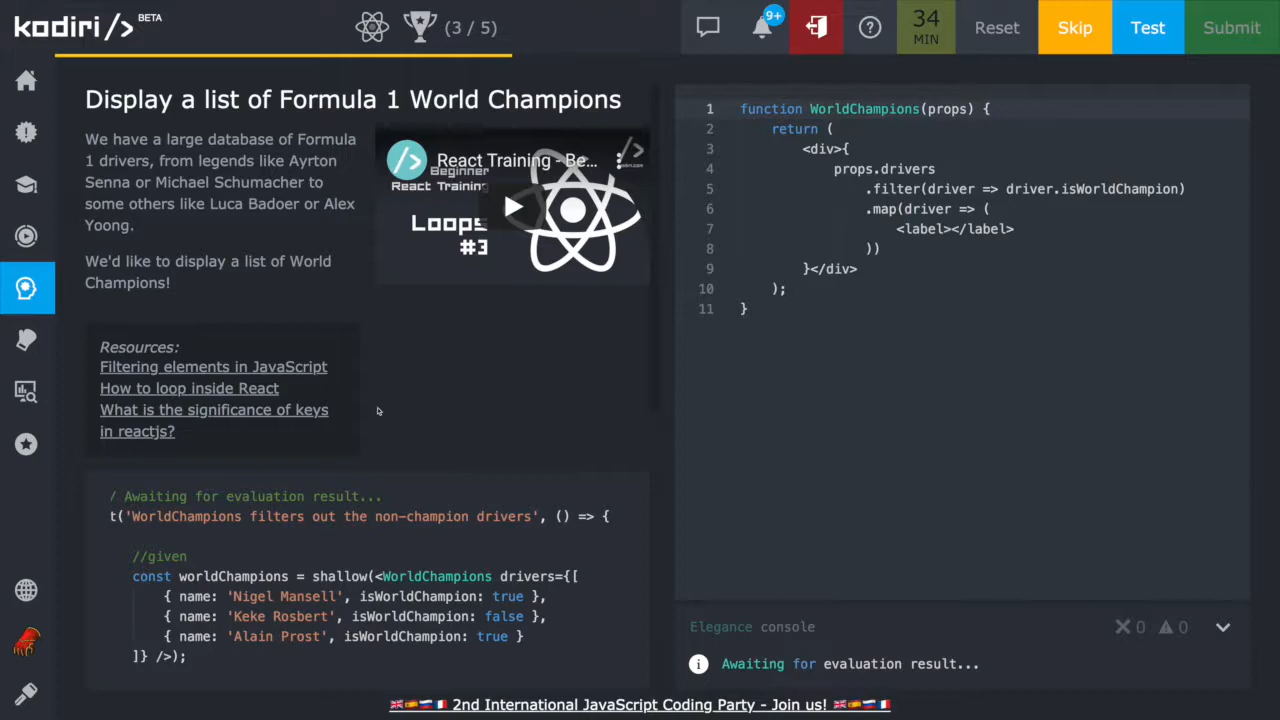 kodiri/> BETA
(3 / 5)
9+
34
MIN
Reset
Skip
Test
Submit
Display a list of Formula 1 World Champions
We have a large database of Formula
1 drivers, from legends like Ayrton
Senna or Michael Schumacher to
some others like Luca Badoer or Alex
Yoong.
We'd like to display a list of World
Champions!
React Training - Be...
Beginner
React Training
Loops
#3
Resources:
Filtering elements in JavaScript
How to loop inside React
What is the significance of keys
in reactjs?
/ Awaiting for evaluation result...
t('WorldChampions filters out the non-champion drivers', () => {
//given
const worldChampions = shallow(<WorldChampions drivers={[
{ name: 'Nigel Mansell', isWorldChampion: true },
{ name: 'Keke Rosbert', isWorldChampion: false },
{ name: 'Alain Prost', isWorldChampion: true }
]} />);
1 function WorldChampions(props) {
2 return (
3 <div>{
4 props.drivers
5 .filter(driver => driver.isWorldChampion)
6 .map(driver => (
7 <label></label>
8 ))
9 }</div>
10 );
11 }
Elegance console
0 0
Awaiting for evaluation result...
2nd International JavaScript Coding Party - Join us!